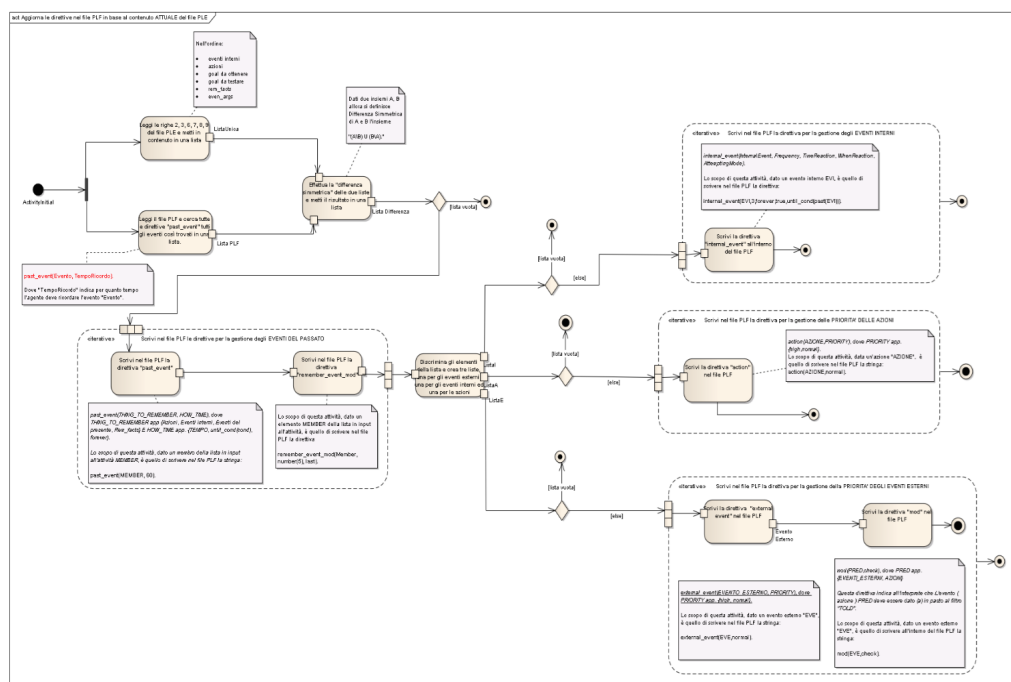 act Aggiorna le direttive nel file PLF in base al contenuto ATTUALE del file PLE
Nell'ordine:
eventi interni
azioni
goal da ottenere
goal da testare
rem_facts
even_args
Leggi le righe 2, 3, 6, 7, 8, 9
del file PLE e metti in
contenuto in una lista
ListaUnica
Dati due insiemi A, B
allora si definisce
Differenza Simmetrica
di A e B l'insieme
"(A\B) U (B\A)."
ActivityInitial
Effettua la "differenza
simmetrica" delle due liste
e metti il risultato in una
lista
Lista Differenza
[lista vuota]
Leggi il file PLF e cerca tutte
e direttive "past_event" tutti
gli eventi così trovati in una
lista.
Lista PLF
past_event(Evento, TempoRicordo).
Dove "TempoRicordo" indica per quanto tempo
l'agente deve ricordare l'evento "Evento".
«iterative»
Scrivi nel file PLF le direttive per la gestione degli EVENTI DEL PASSATO
Scrivi nel file PLF la
direttiva "past_event"
Scrivi nel file PLF la
direttiva
"remember_event_mod"
past_event(THING_TO_REMEMBER, HOW_TIME), dove
THING_TO_REMEMBER app {Azioni, Eventi interni, Eventi del
presente, Rem_facts} E HOW_TIME app. {TEMPO, until_cond(cond),
forever}.
Lo scopo di questa attività, dato un membro della lista in input
all'attività MEMBER, è quello di scrivere nel file PLF la stringa:
past_event(MEMBER, 60).
Lo scopo di questa attività, dato un
elemento MEMBER della lista in input
all'attività, è quello di scrivere nel file
PLF la direttiva
remember_event_mod(Member,
number(5),last).
Discrimina gli elementi
della lista e crea tre liste,
una per gli eventi esterni,
una per gli eventi interni ed
una per le azioni
ListaI
ListaA
ListaE
[lista vuota]
[else]
[lista vuota]
[else]
[lista vuota]
[else]
«iterative»
Scrivi nel file PLF la direttiva per la gestione degli EVENTI INTERNI
internal_event(InternalEvent, Frequency, TimeReaction, WhenReaction,
AttempingMode).
Lo scopo di questa attività, dato un evento interno EVI, è quello di
scrivere nel file PLF la direttiva:
internal_event(EVI,3,forever,true,until_cond(past(EVI))).
Scrivi la direttiva
"internal_event" all'interno
del file PLF
«iterative»
Scrivi nel file PLF la direttiva per la gestione delle PRIORITA' DELLE AZIONI
action(AZIONE,PRIORITY), dove PRIORITY app.
{high,normal}.
Lo scopo di questa attività, data un'azione "AZIONE", è
quello di scrivere nel file PLF la stringa:
action(AZIONE,normal).
Scrivi la direttiva "action"
nel file PLF
«iterative»
Scrivi nel file PLF la direttiva per la gestione della PRIORITA' DEGLI EVENTI ESTERNI
Scrivi la direttiva "external
event" nel file PLF
Evento
Esterno
Scrivi la direttiva "mod" nel
file PLF
external_event(EVENTO_ESTERNO, PRIORITY), dove
PRIORITY app. {high, normal}.
Lo scopo di questa attività, dato un evento esterno "EVE",
è quello di scrivere nel file PLF la stringa:
external_event(EVE,normal).
mod(PRED,check), dove PRED app.
{EVENTI_ESTERNI, AZIONI}
Questa direttiva indica all'interprete che L'evento (
azione ) PRED deve essere dato (a) in pasto al filtro
"TOLD".
Lo scopo di questa attività, dato un evento esterno
"EVE", è quello di scrivere all'interno del file PLF la
stringa:
mod(EVE,check).